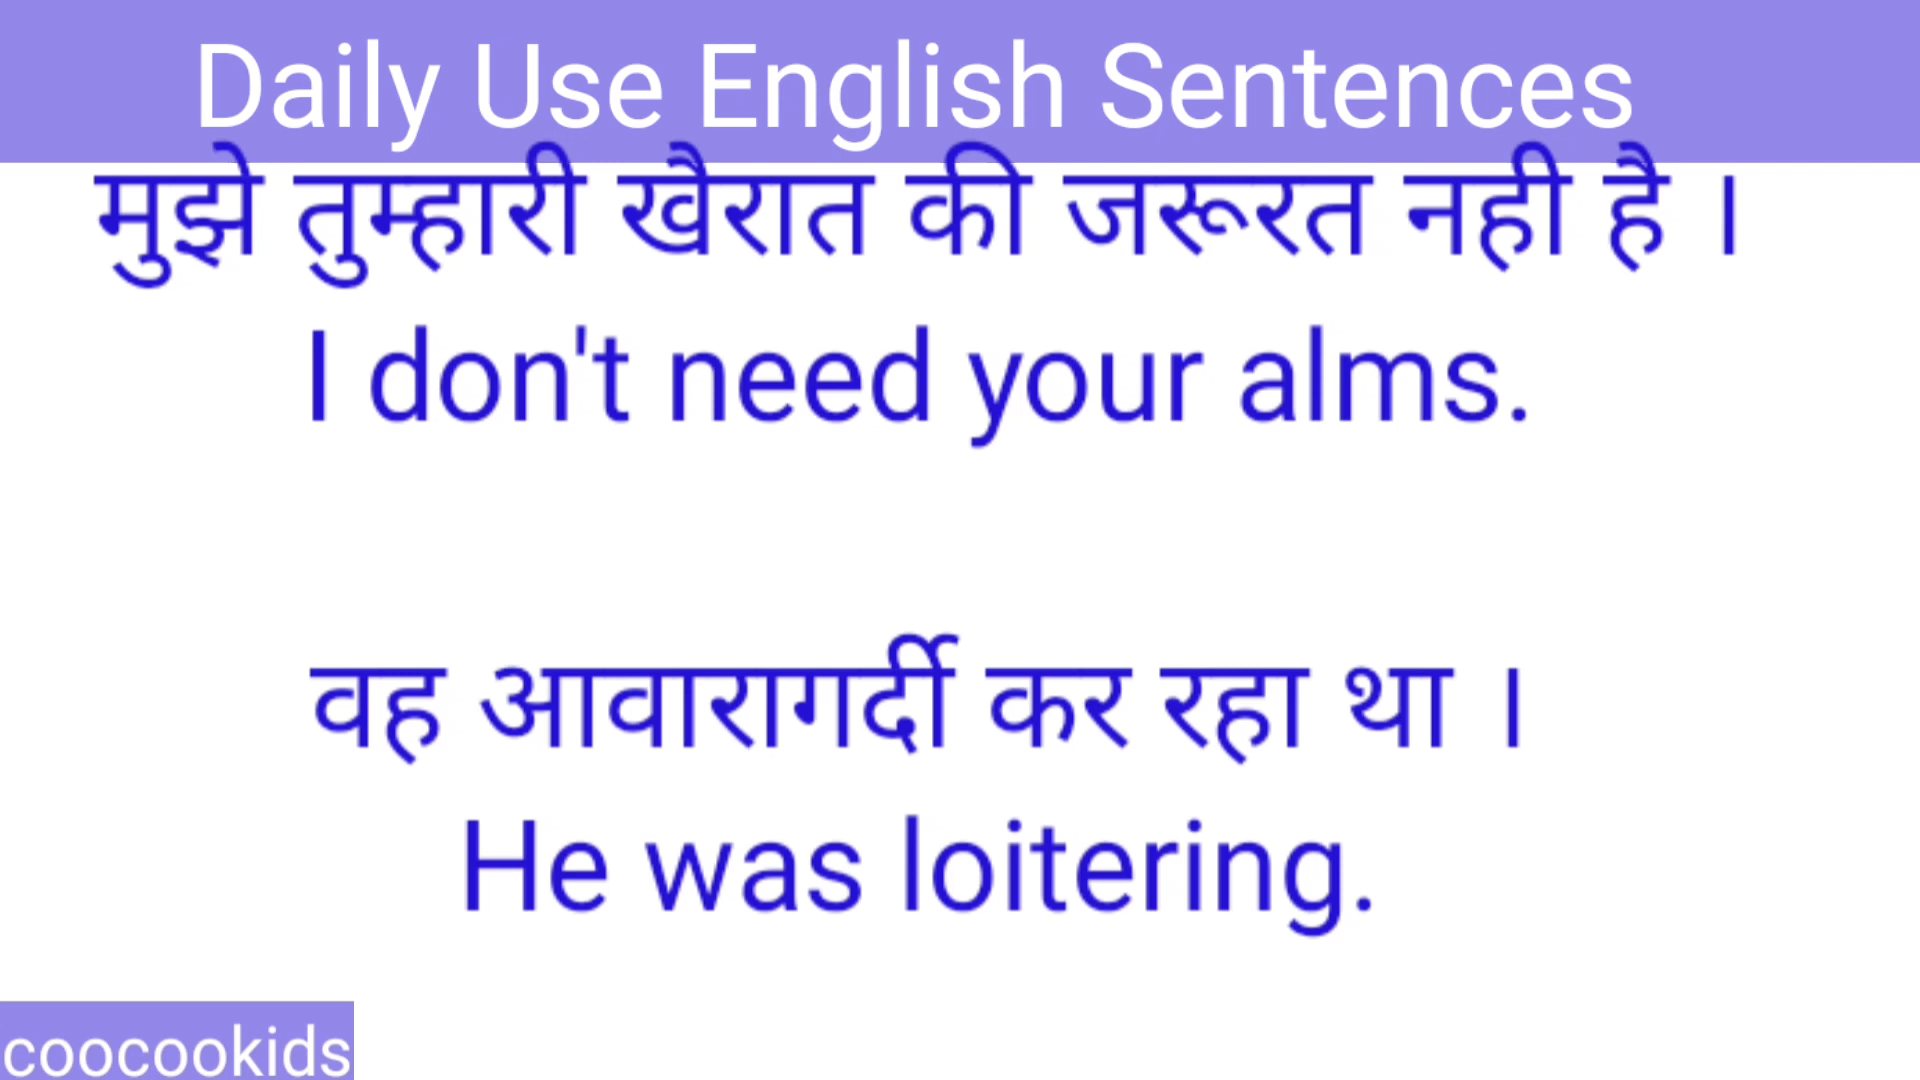 Daily Use English Sentences
मुझे तुम्हारी खैरात की जरूरत नही है ।
I don't need your alms.
वह आवारागर्दी कर रहा था ।
He was loitering.
coocookids